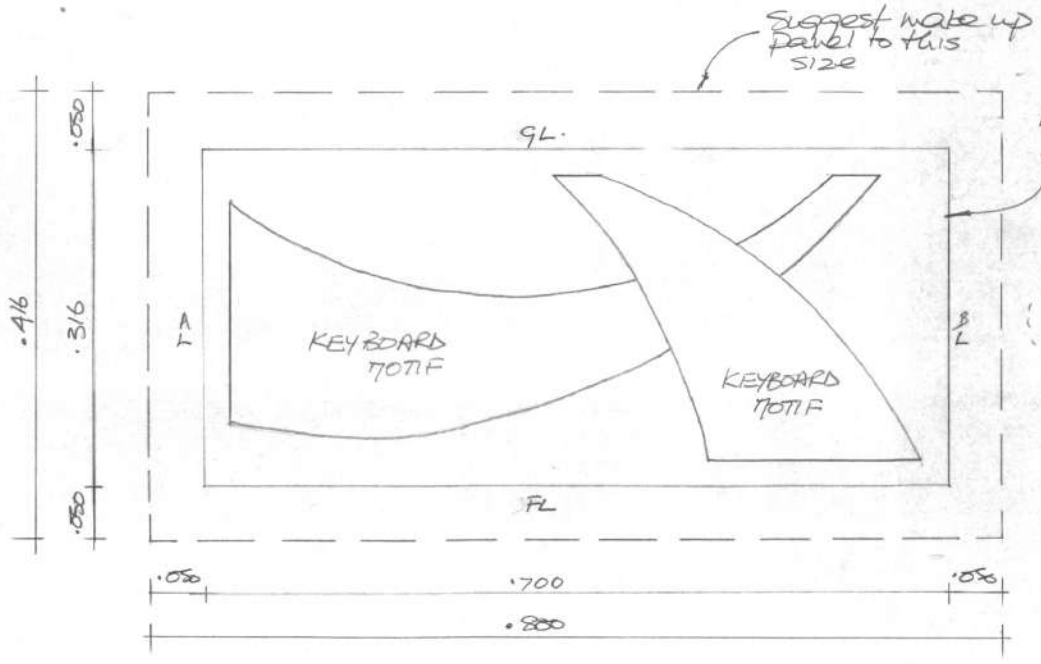 Suggest make up
panel to this
size
GL.
.050
.316
.416
.050
A
L
B
L
KEYBOARD
MOTIF
KEYBOARD
MOTIF
FL
.050
.700
.050
.800